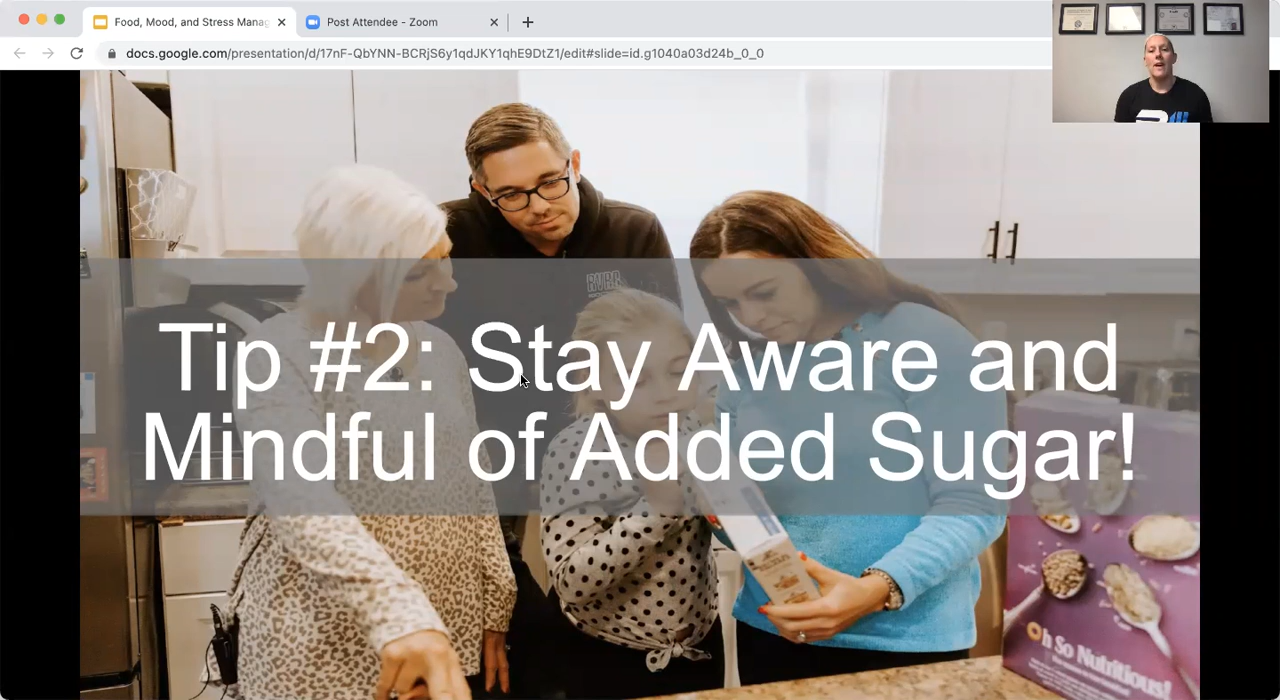 Food, Mood, and Stress Manag
Post Attendee - Zoom
docs.google.com/presentation/d/17nF-QbYNN-BCRjS6y1qdJKY1qhE9DtZ1/edit#slide=id.g1040a03d24b_0_0
RVRB
Tip #2: Stay Aware and
Mindful of Added Sugar!
Oh So Nutritious!